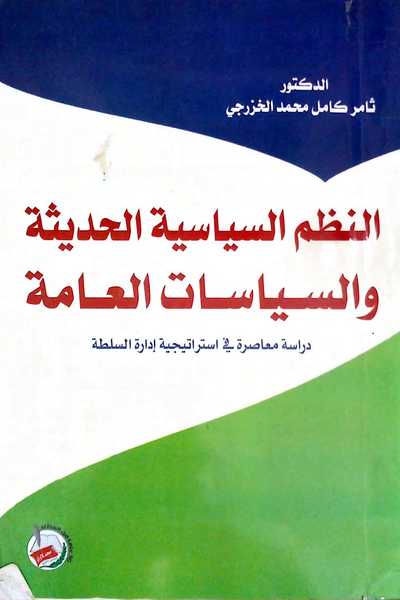 الدكتور
ثامر كامل محمد الخزرجي
النظم السياسية الحديثة
والسياسات العامة
دراسة معاصرة في استراتيجية إدارة السلطة